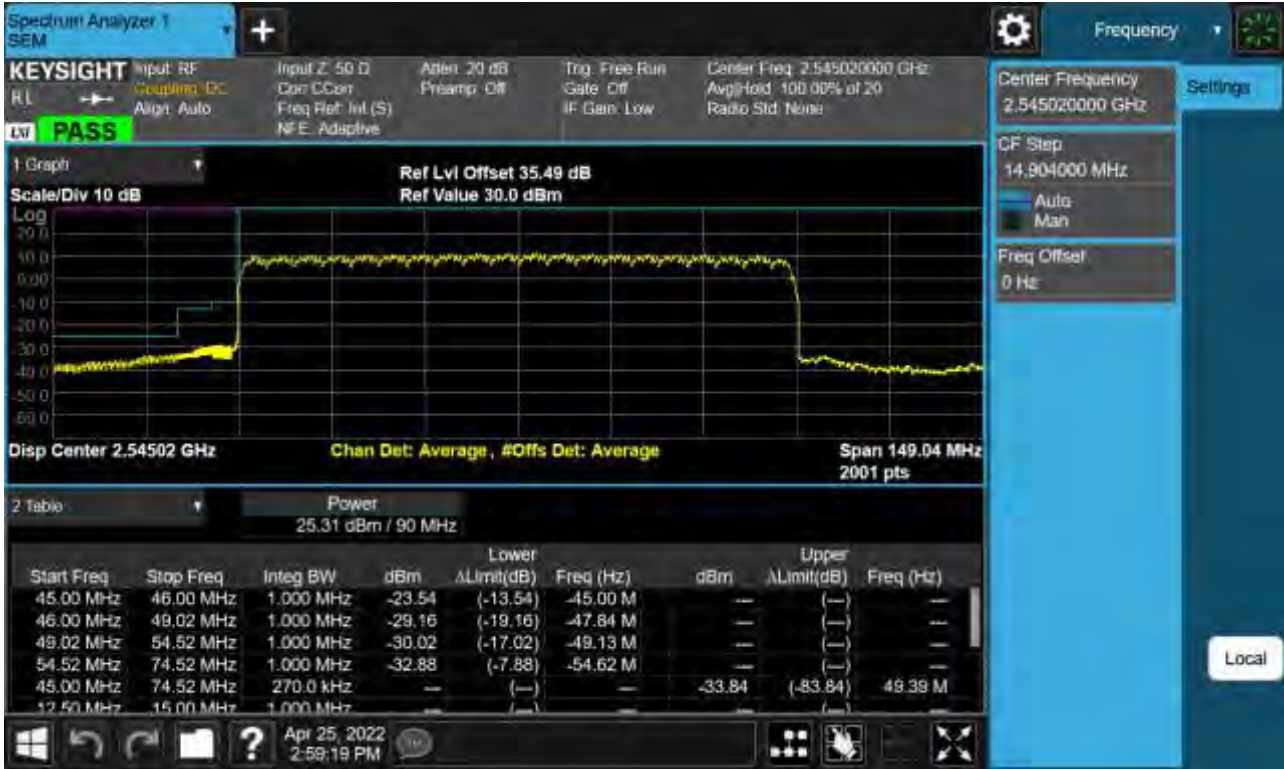 Spectrum Analyzer 1
SEM
+
Frequency
KEYSIGHT
Input: RF
Coupling: DC
Align: Auto
Input Z: 50 Ω
Corr CCorr
Freq Ref: Int (S)
NFE: Adaptive
Atten: 20 dB
Preamp: Off
Trig: Free Run
Gate: Off
IF Gain: Low
Center Freq: 2.545020000 GHz
Avg|Hold: 100.00% of 20
Radio Std: None
RL
LXI
PASS
Center Frequency
2.545020000 GHz
Settings
CF Step
14.904000 MHz
Auto
Man
Freq Offset
0 Hz
1 Graph
Scale/Div 10 dB
Ref Lvl Offset 35.49 dB
Ref Value 30.0 dBm
Log
20.0
10.0
0.00
-10.0
-20.0
-30.0
-40.0
-50.0
-60.0
Disp Center 2.54502 GHz
Chan Det: Average, #Offs Det: Average
Span 149.04 MHz
2001 pts
2 Table
Power
25.31 dBm / 90 MHz
Lower Upper
Start Freq Stop Freq Integ BW dBm ΔLimit(dB) Freq (Hz) dBm ΔLimit(dB) Freq (Hz)
45.00 MHz 46.00 MHz 1.000 MHz -23.54 (-13.54) -45.00 M --- (---) ---
46.00 MHz 49.02 MHz 1.000 MHz -29.16 (-19.16) -47.84 M --- (---) ---
49.02 MHz 54.52 MHz 1.000 MHz -30.02 (-17.02) -49.13 M --- (---) ---
54.52 MHz 74.52 MHz 1.000 MHz -32.88 (-7.88) -54.62 M --- (---) ---
45.00 MHz 74.52 MHz 270.0 kHz --- (---) --- -33.84 (-83.84) 49.39 M
12.50 MHz 15.00 MHz 1.000 MHz --- (---)
Local
?
Apr 25, 2022
2:59:19 PM